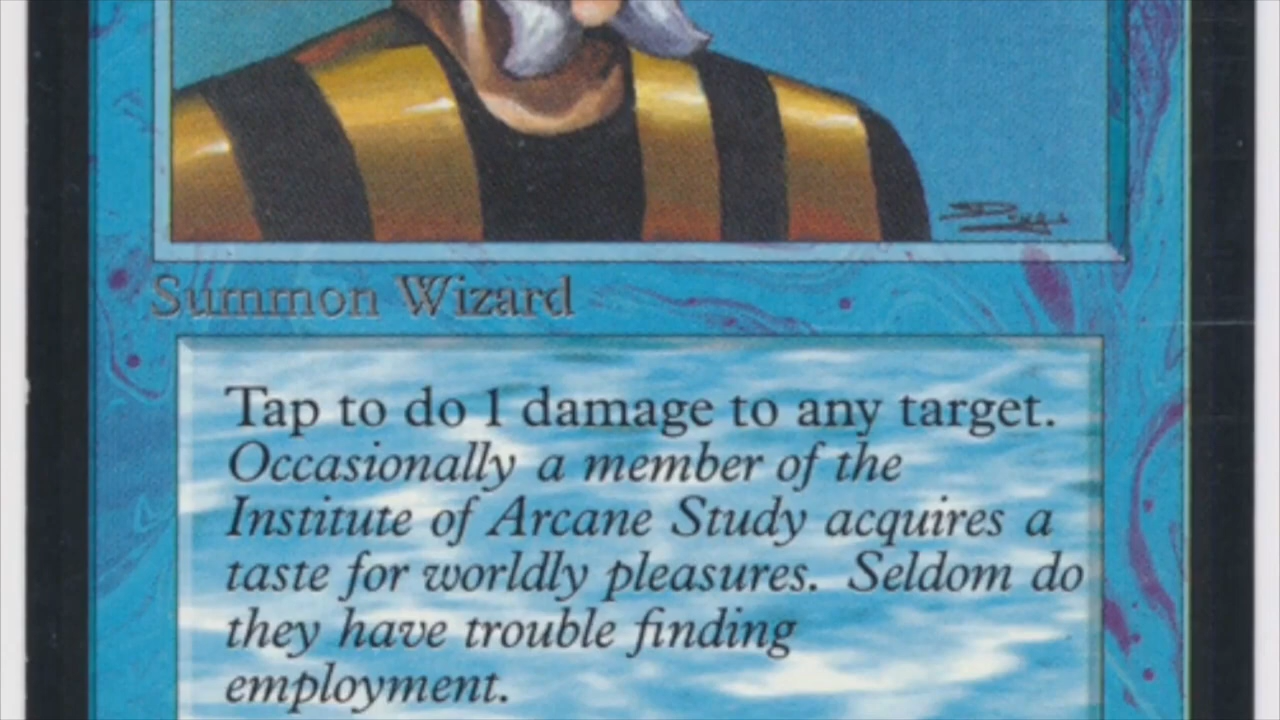 Summon Wizard
Tap to do 1 damage to any target.
Occasionally a member of the
Institute of Arcane Study acquires a
taste for worldly pleasures. Seldom do
they have trouble finding
employment.